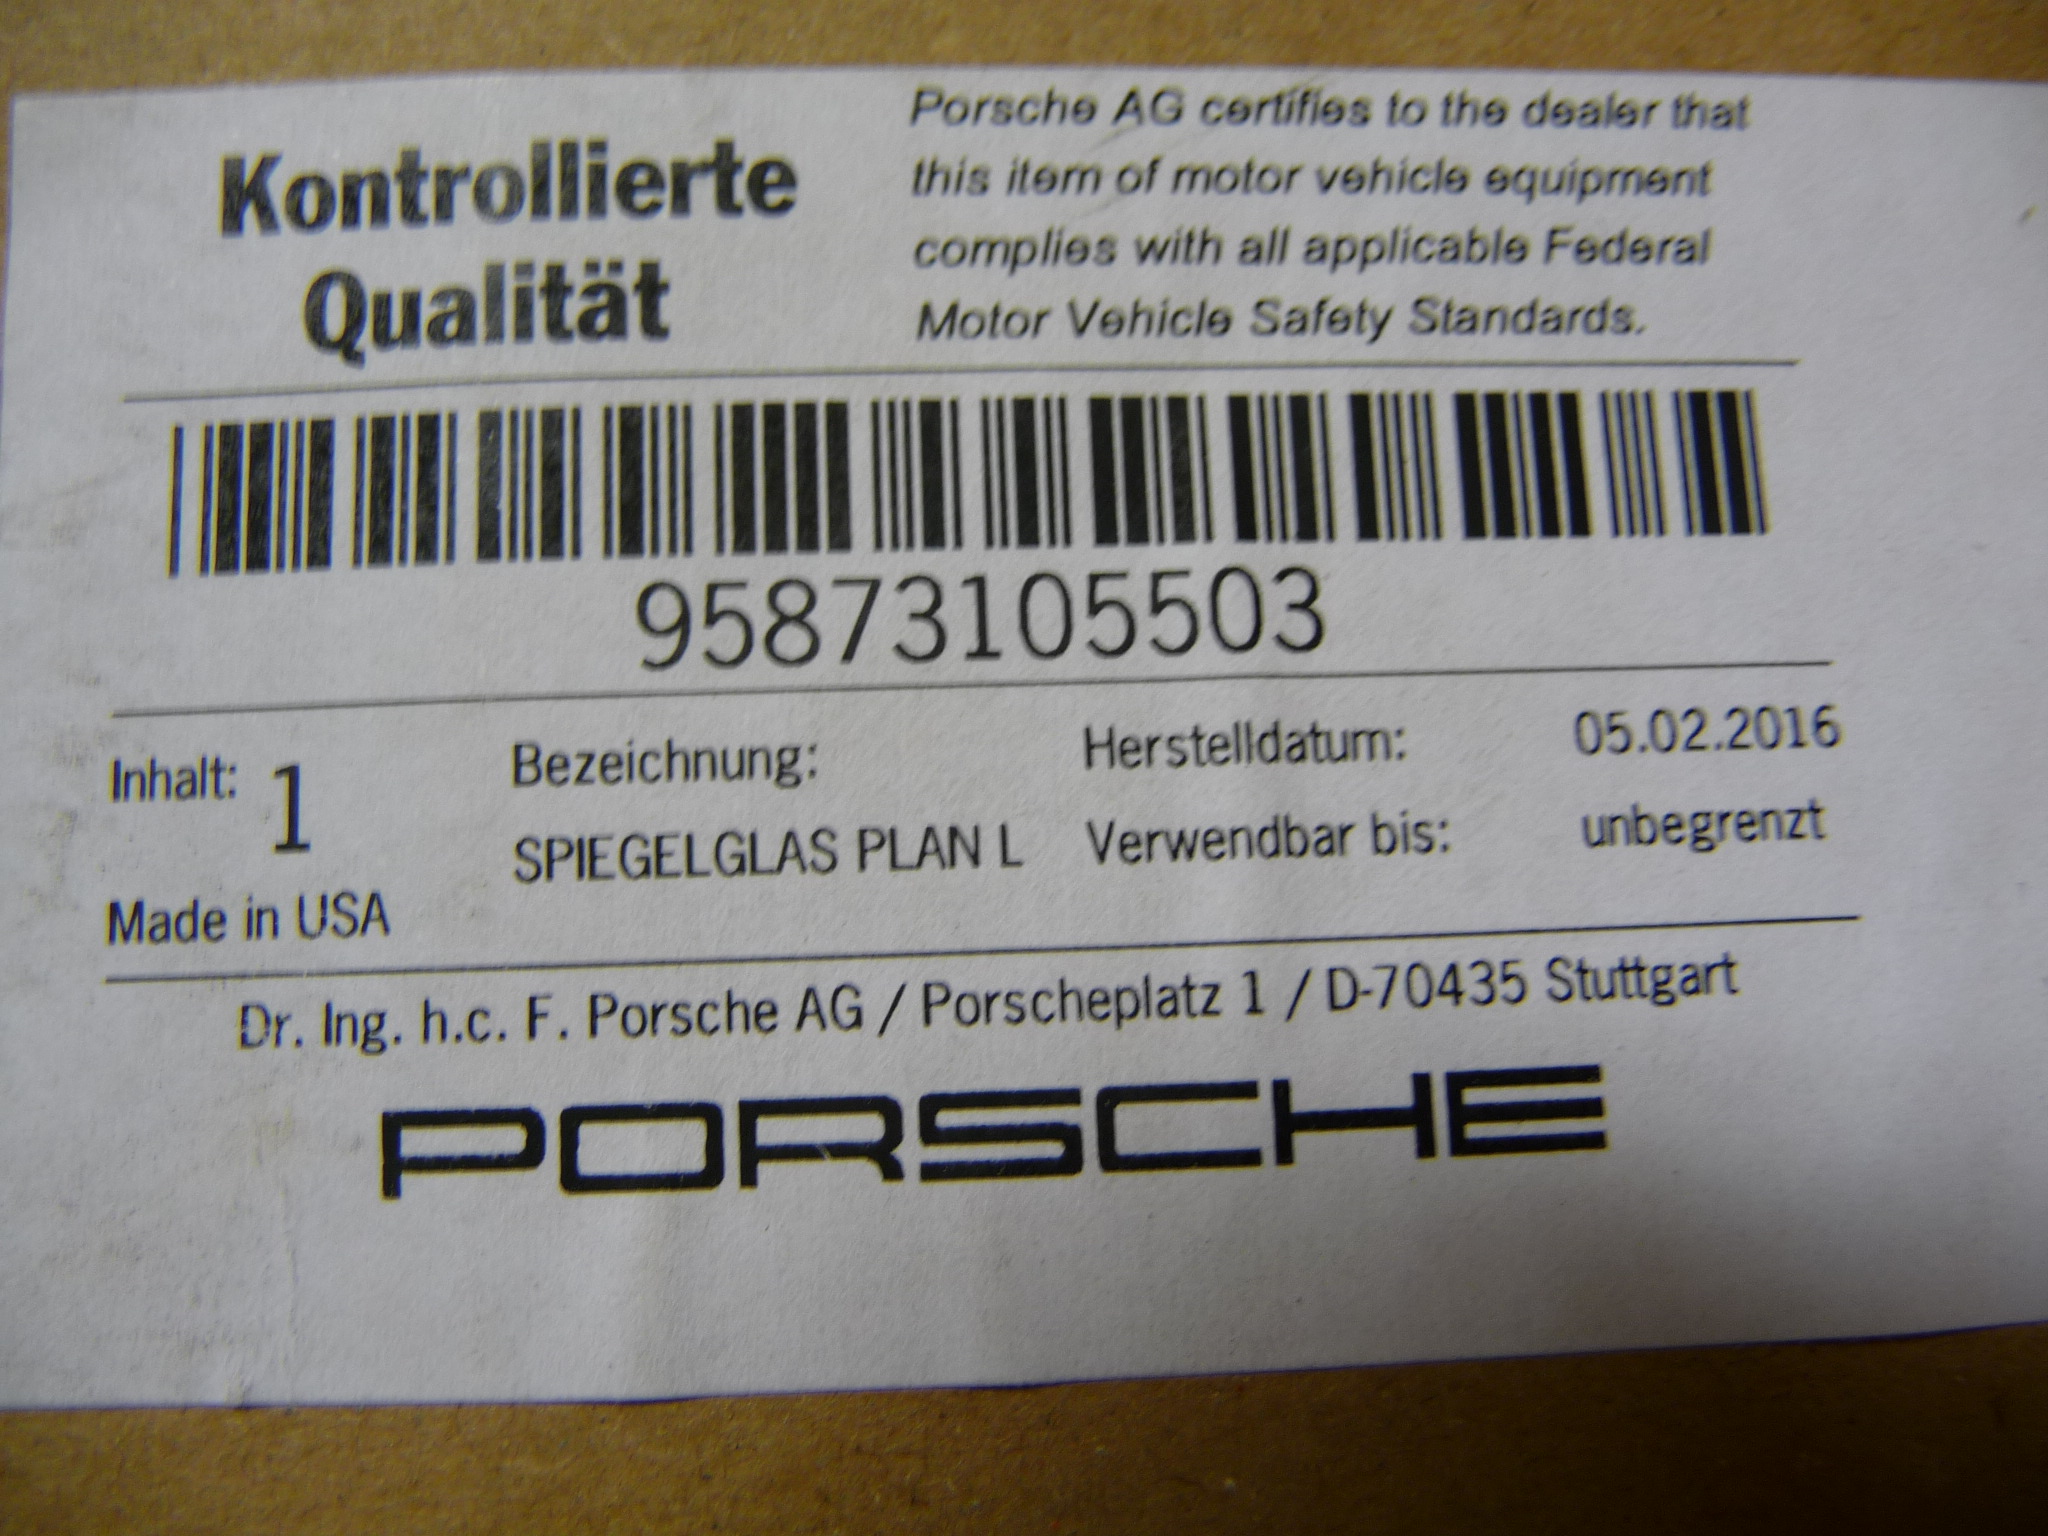 Kontrollierte
Qualität
Porsche AG certifies to the dealer that
this item of motor vehicle equipment
complies with all applicable Federal
Motor Vehicle Safety Standards.
95873105503
Inhalt: 1
Made in USA
Bezeichnung:
SPIEGELGLAS PLAN L
Herstelldatum: 05.02.2016
Verwendbar bis: unbegrenzt
Dr. Ing. h.c. F. Porsche AG / Porscheplatz 1 / D-70435 Stuttgart
PORSCHE